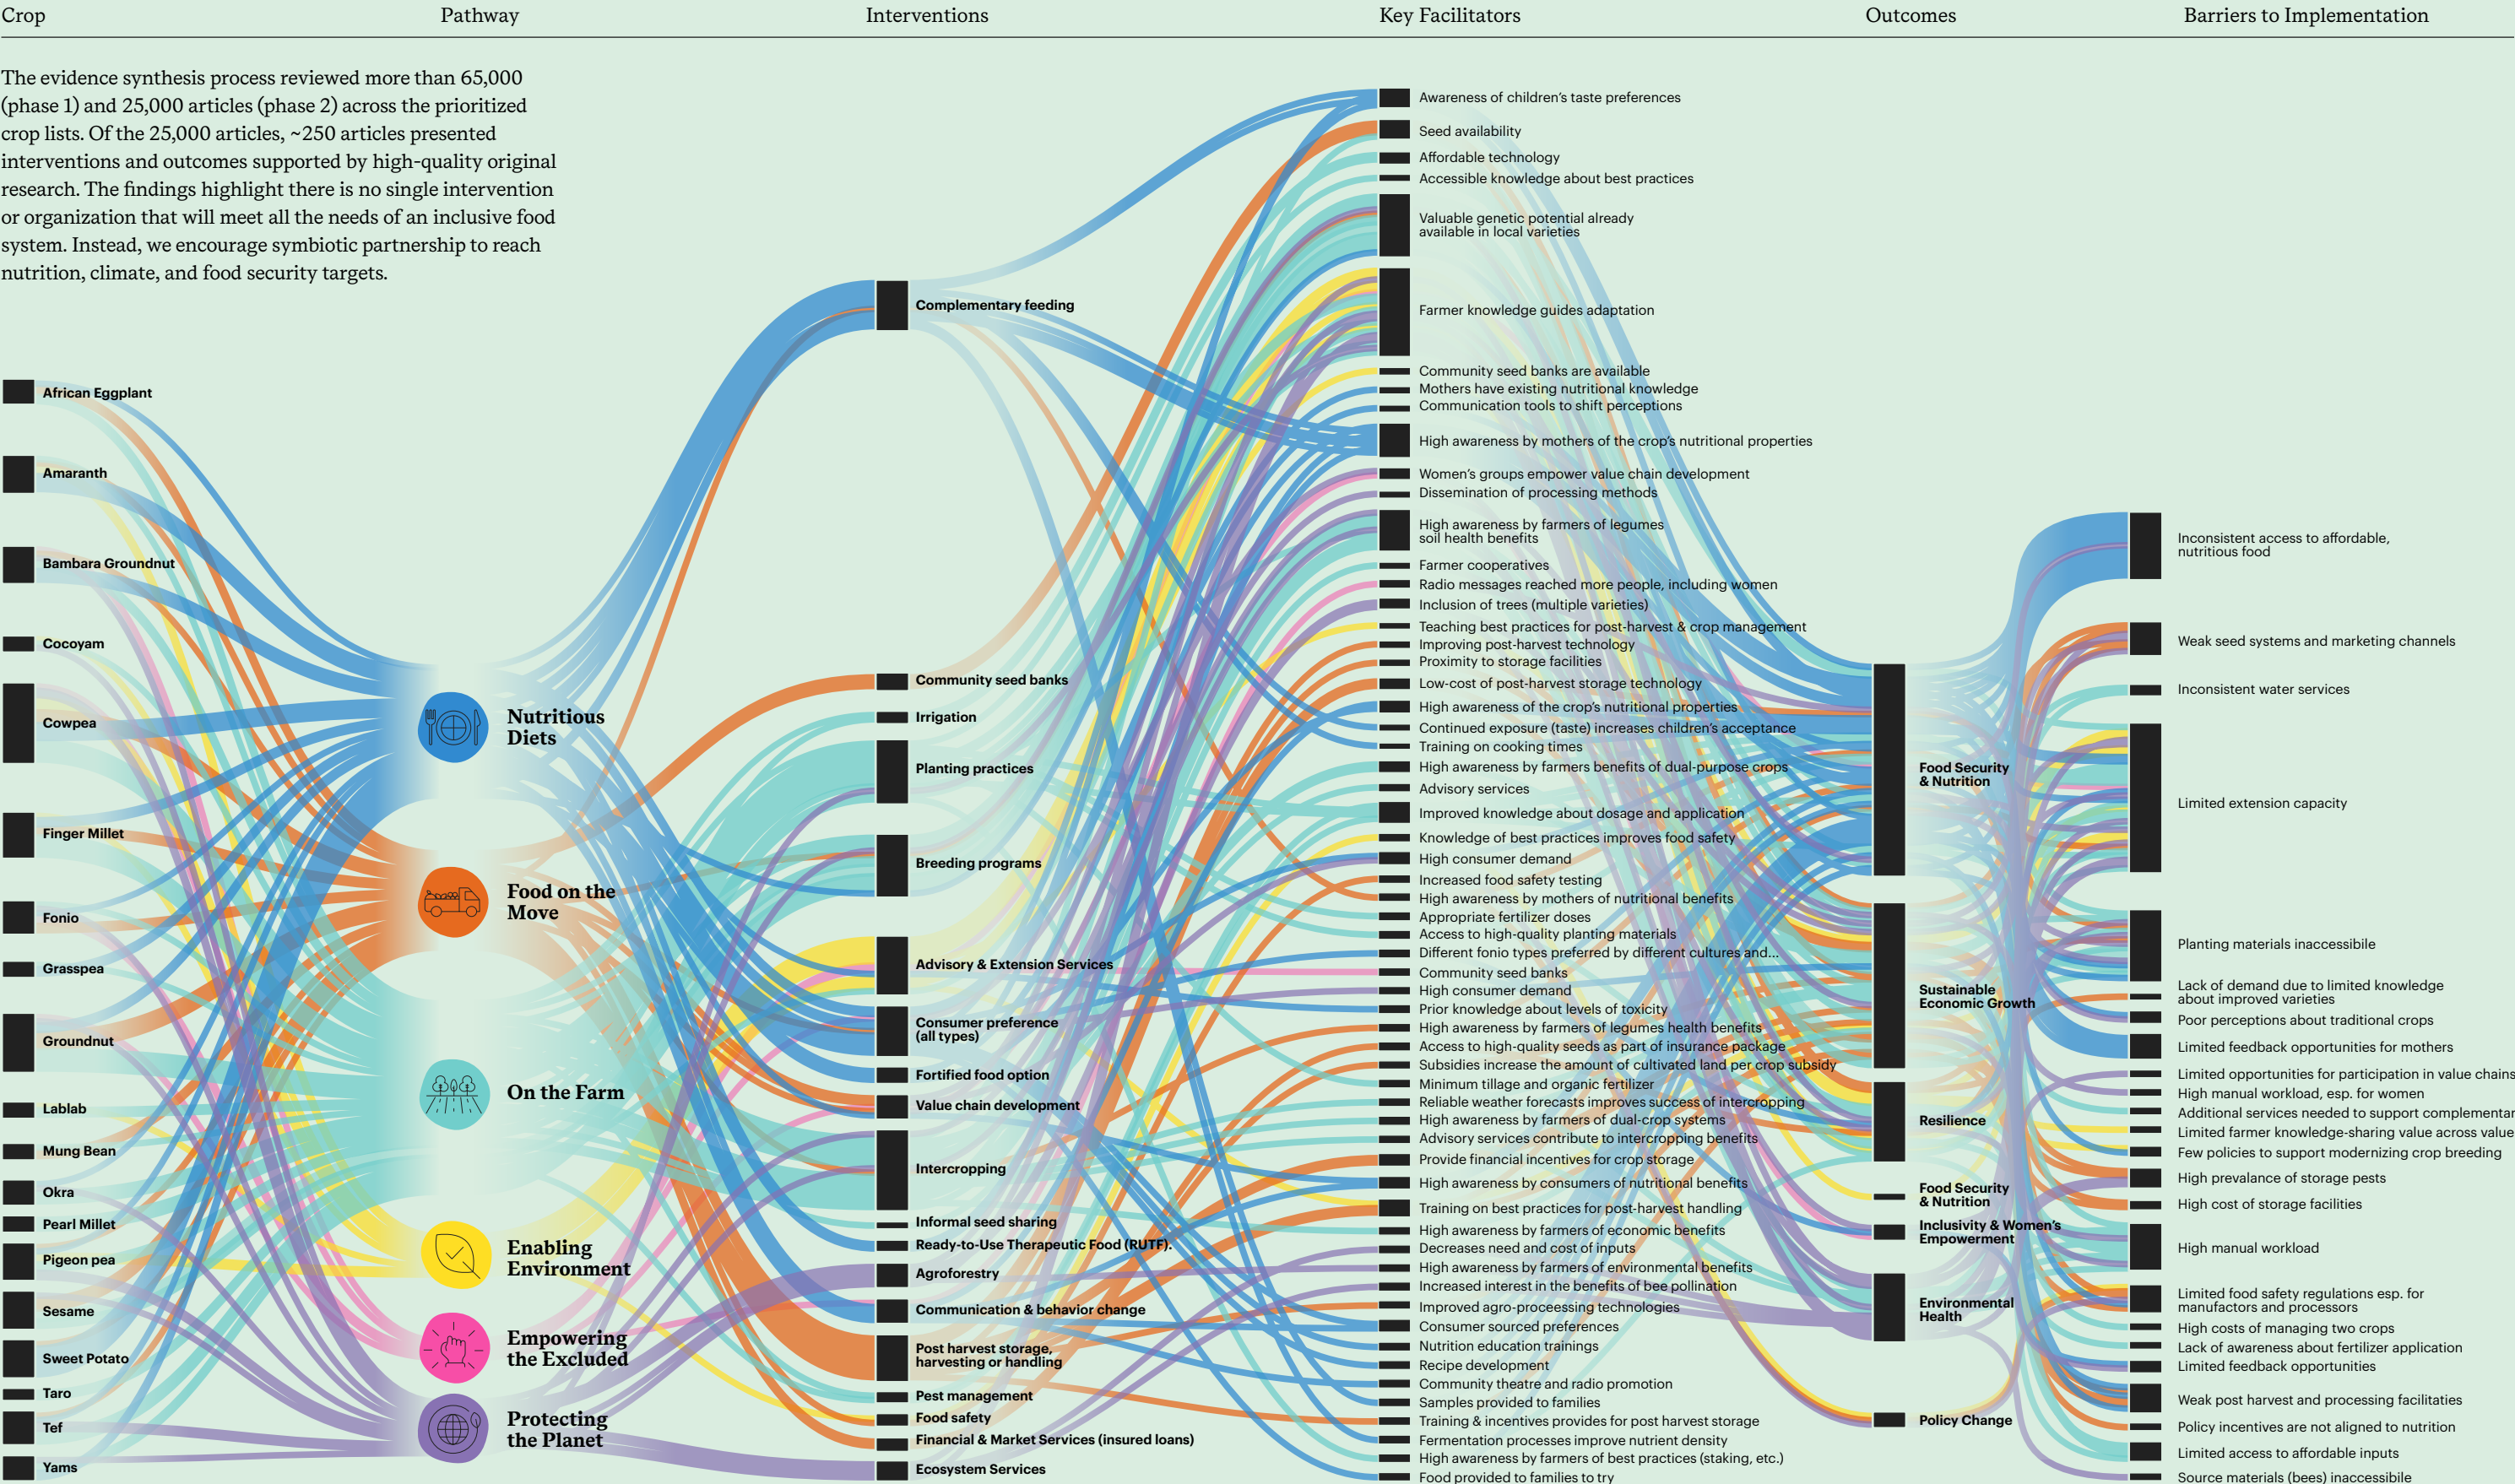 Crop
Pathway
Interventions
Key Facilitators
Outcomes
Barriers to Implementation
The evidence synthesis process reviewed more than 65,000
(phase 1) and 25,000 articles (phase 2) across the prioritized
crop lists. Of the 25,000 articles, ~250 articles presented
interventions and outcomes supported by high-quality original
research. The findings highlight there is no single intervention
or organization that will meet all the needs of an inclusive food
system. Instead, we encourage symbiotic partnership to reach
nutrition, climate, and food security targets.
African Eggplant
Amaranth
Bambara Groundnut
Cocoyam
Cowpea
Finger Millet
Fonio
Grasspea
Groundnut
Lablab
Mung Bean
Okra
Pearl Millet
Pigeon pea
Sesame
Sweet Potato
Taro
Tef
Yams
Nutritious
Diets
Food on the
Move
On the Farm
Enabling
Environment
Empowering
the Excluded
Protecting
the Planet
Complementary feeding
Community seed banks
Irrigation
Planting practices
Breeding programs
Advisory & Extension Services
Consumer preference
(all types)
Fortified food option
Value chain development
Intercropping
Informal seed sharing
Ready-to-Use Therapeutic Food (RUTF).
Agroforestry
Communication & behavior change
Post harvest storage,
harvesting or handling
Pest management
Food safety
Financial & Market Services (insured loans)
Ecosystem Services
Awareness of children's taste preferences
Seed availability
Affordable technology
Accessible knowledge about best practices
Valuable genetic potential already
available in local varieties
Farmer knowledge guides adaptation
Community seed banks are available
Mothers have existing nutritional knowledge
Communication tools to shift perceptions
High awareness by mothers of the crop's nutritional properties
Women's groups empower value chain development
Dissemination of processing methods
High awareness by farmers of legumes
soil health benefits
Farmer cooperatives
Radio messages reached more people, including women
Inclusion of trees (multiple varieties)
Teaching best practices for post-harvest & crop management
Improving post-harvest technology
Proximity to storage facilities
Low-cost of post-harvest storage technology
High awareness of the crop's nutritional properties
Continued exposure (taste) increases children's acceptance
Training on cooking times
High awareness by farmers benefits of dual-purpose crops
Advisory services
Improved knowledge about dosage and application
Knowledge of best practices improves food safety
High consumer demand
Increased food safety testing
High awareness by mothers of nutritional benefits
Appropriate fertilizer doses
Access to high-quality planting materials
Different fonio types preferred by different cultures and...
Community seed banks
High consumer demand
Prior knowledge about levels of toxicity
High awareness by farmers of legumes health benefits
Access to high-quality seeds as part of insurance package
Subsidies increase the amount of cultivated land per crop subsidy
Minimum tillage and organic fertilizer
Reliable weather forecasts improves success of intercropping
High awareness by farmers of dual-crop systems
Advisory services contribute to intercropping benefits
Provide financial incentives for crop storage
High awareness by consumers of nutritional benefits
Training on best practices for post-harvest handling
High awareness by farmers of economic benefits
Decreases need and cost of inputs
High awareness by farmers of environmental benefits
Increased interest in the benefits of bee pollination
Improved agro-proceessing technologies
Consumer sourced preferences
Nutrition education trainings
Recipe development
Community theatre and radio promotion
Samples provided to families
Training & incentives provides for post harvest storage
Fermentation processes improve nutrient density
High awareness by farmers of best practices (staking, etc.)
Food provided to families to try
Food Security
& Nutrition
Sustainable
Economic Growth
Resilience
Food Security
& Nutrition
Inclusivity & Women's
Empowerment
Environmental
Health
Policy Change
Inconsistent access to affordable,
nutritious food
Weak seed systems and marketing channels
Inconsistent water services
Limited extension capacity
Planting materials inaccessibile
Lack of demand due to limited knowledge
about improved varieties
Poor perceptions about traditional crops
Limited feedback opportunities for mothers
Limited opportunities for participation in value chains
High manual workload, esp. for women
Additional services needed to support complementar
Limited farmer knowledge-sharing value across value
Few policies to support modernizing crop breeding
High prevalance of storage pests
High cost of storage facilities
High manual workload
Limited food safety regulations esp. for
manufactors and processors
High costs of managing two crops
Lack of awareness about fertilizer application
Limited feedback opportunities
Weak post harvest and processing facilitaties
Policy incentives are not aligned to nutrition
Limited access to affordable inputs
Source materials (bees) inaccessibile